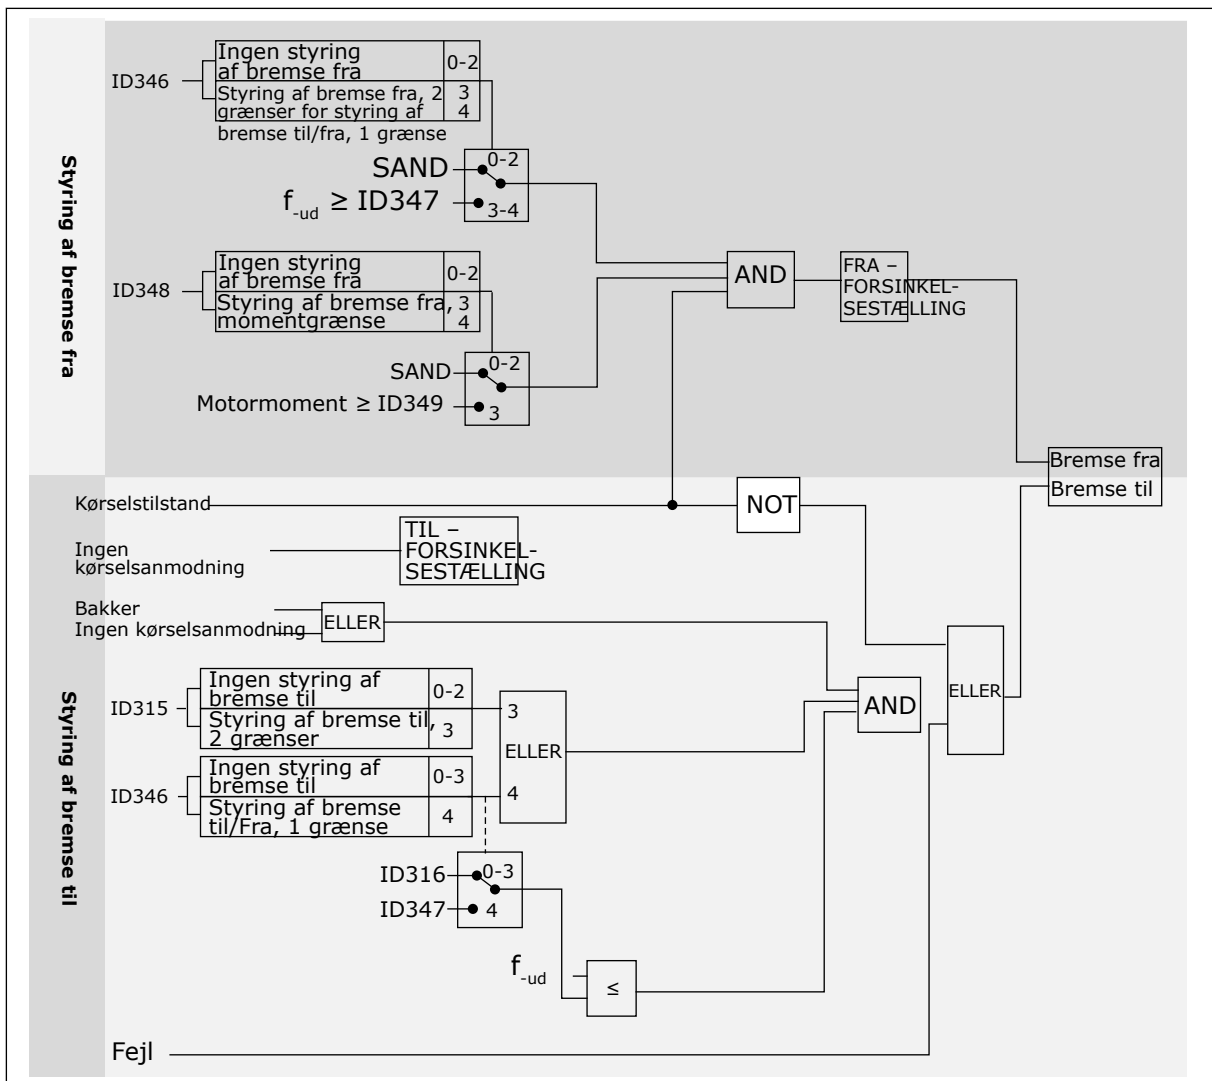 Styring af bremse fra
ID346
Ingen styring
af bremse fra
0-2
Styring af bremse fra, 2
grænser for styring af
bremse til/fra, 1 grænse
3
4
SAND
0-2
f-ud ≥ ID347
3-4
ID348
Ingen styring
af bremse fra
0-2
Styring af bremse fra,
momentgrænse
3
4
SAND
0-2
Motormoment ≥ ID349
3
AND
FRA –
FORSINKEL-
SESTÆLLING
Bremse fra
Bremse til
Styring af bremse til
Kørselstilstand
NOT
Ingen
kørselsanmodning
TIL –
FORSINKEL-
SESTÆLLING
Bakker
Ingen kørselsanmodning
ELLER
ID315
Ingen styring af
bremse til
0-2
Styring af bremse til,
2 grænser
3
3
ELLER
4
AND
ELLER
ID346
Ingen styring af
bremse til
0-3
Styring af bremse
til/Fra, 1 grænse
4
ID316
0-3
ID347
4
f-ud
≤
Fejl